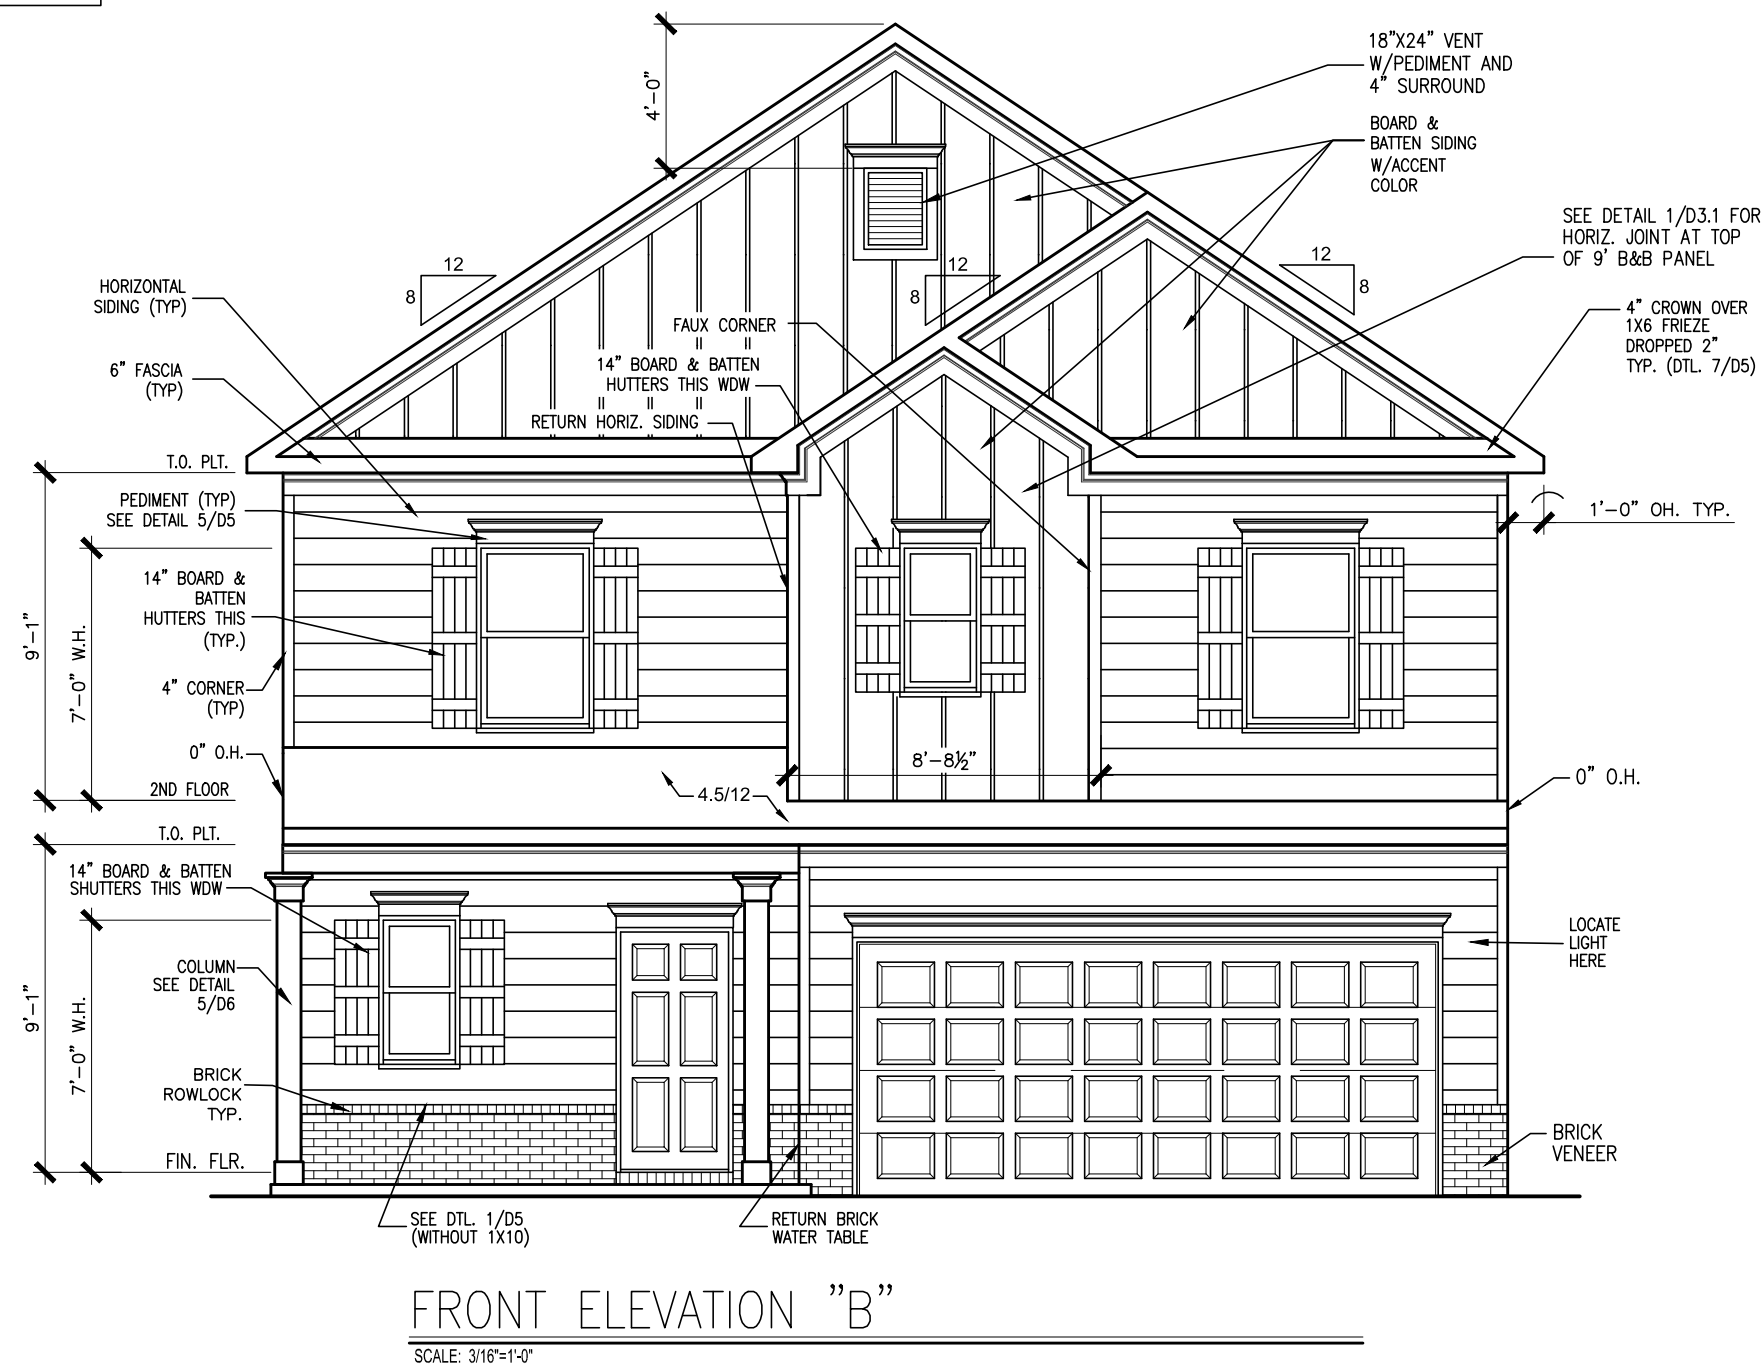 4'-0"
18"X24" VENT
W/PEDIMENT AND
4" SURROUND
BOARD &
BATTEN SIDING
W/ACCENT
COLOR
SEE DETAIL 1/D3.1 FOR
HORIZ. JOINT AT TOP
OF 9' B&B PANEL
12
8
12
8
12
8
HORIZONTAL
SIDING (TYP)
4" CROWN OVER
1X6 FRIEZE
DROPPED 2"
TYP. (DTL. 7/D5)
FAUX CORNER
14" BOARD & BATTEN
HUTTERS THIS WDW
6" FASCIA
(TYP)
RETURN HORIZ. SIDING
T.O. PLT.
PEDIMENT (TYP)
SEE DETAIL 5/D5
1'-0" OH. TYP.
14" BOARD &
BATTEN
HUTTERS THIS
(TYP.)
9'-1"
7'-0" W.H.
4" CORNER
(TYP)
0" O.H.
8'-8½"
2ND FLOOR
4.5/12
0" O.H.
T.O. PLT.
14" BOARD & BATTEN
SHUTTERS THIS WDW
LOCATE
LIGHT
HERE
COLUMN
SEE DETAIL
5/D6
9'-1"
7'-0" W.H.
BRICK
ROWLOCK
TYP.
BRICK
VENEER
FIN. FLR.
SEE DTL. 1/D5
(WITHOUT 1X10)
RETURN BRICK
WATER TABLE
FRONT ELEVATION "B"
SCALE: 3/16"=1'-0"